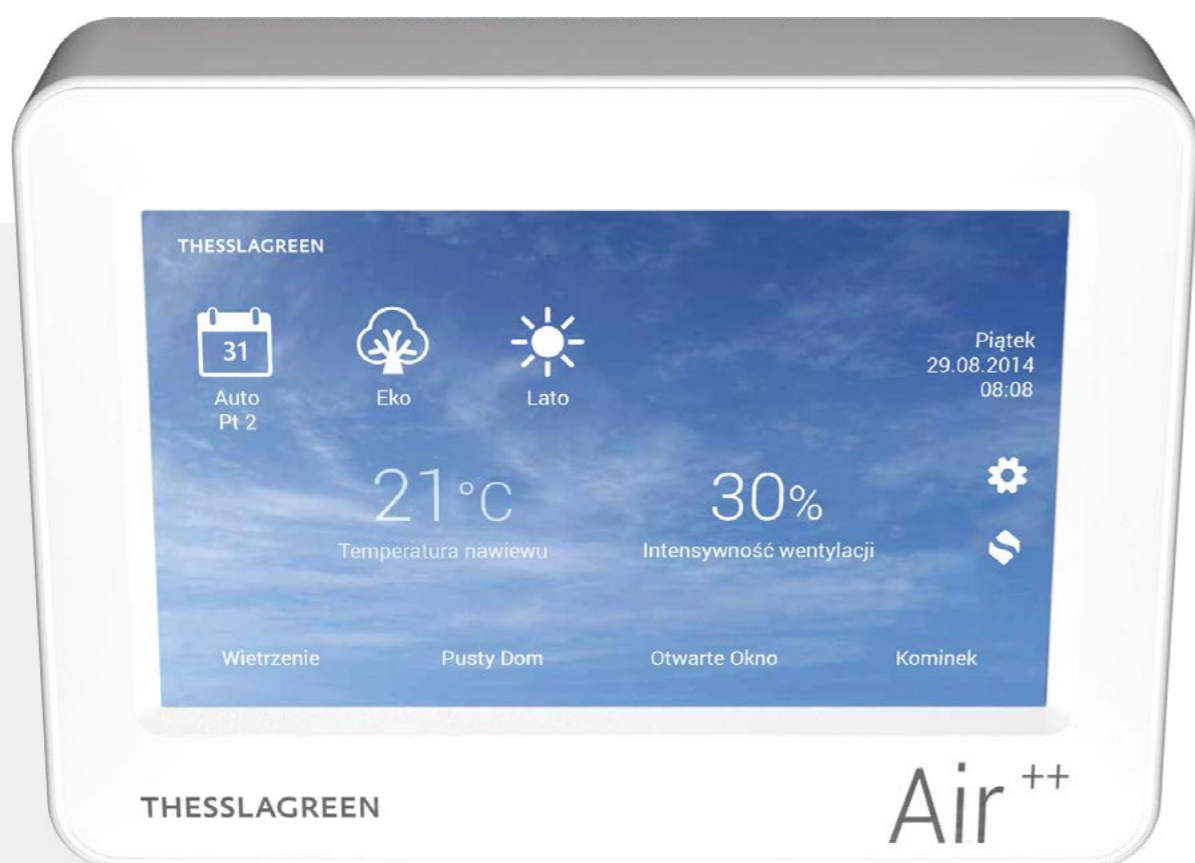 THESSLAGREEN
31
Auto
Pt 2
Eko
Lato
Piątek
29.08.2014
08:08
21°C
Temperatura nawiewu
30%
Intensywność wentylacji
Wietrzenie
Pusty Dom
Otwarte Okno
Kominek
THESSLAGREEN
Air ++